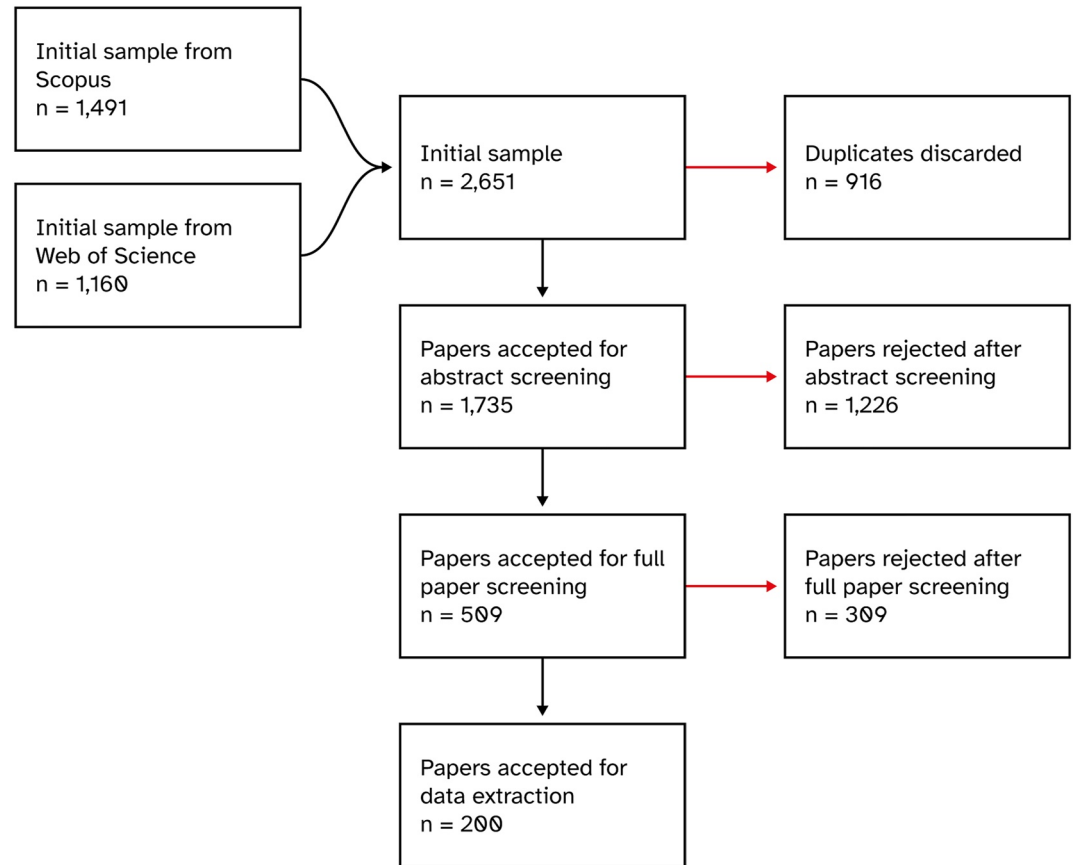 Initial sample from
Scopus
n = 1,491
Initial sample from
Web of Science
n = 1,160
Initial sample
n = 2,651
Duplicates discarded
n = 916
Papers accepted for
abstract screening
n = 1,735
Papers rejected after
abstract screening
n = 1,226
Papers accepted for full
paper screening
n = 509
Papers rejected after
full paper screening
n = 309
Papers accepted for
data extraction
n = 200